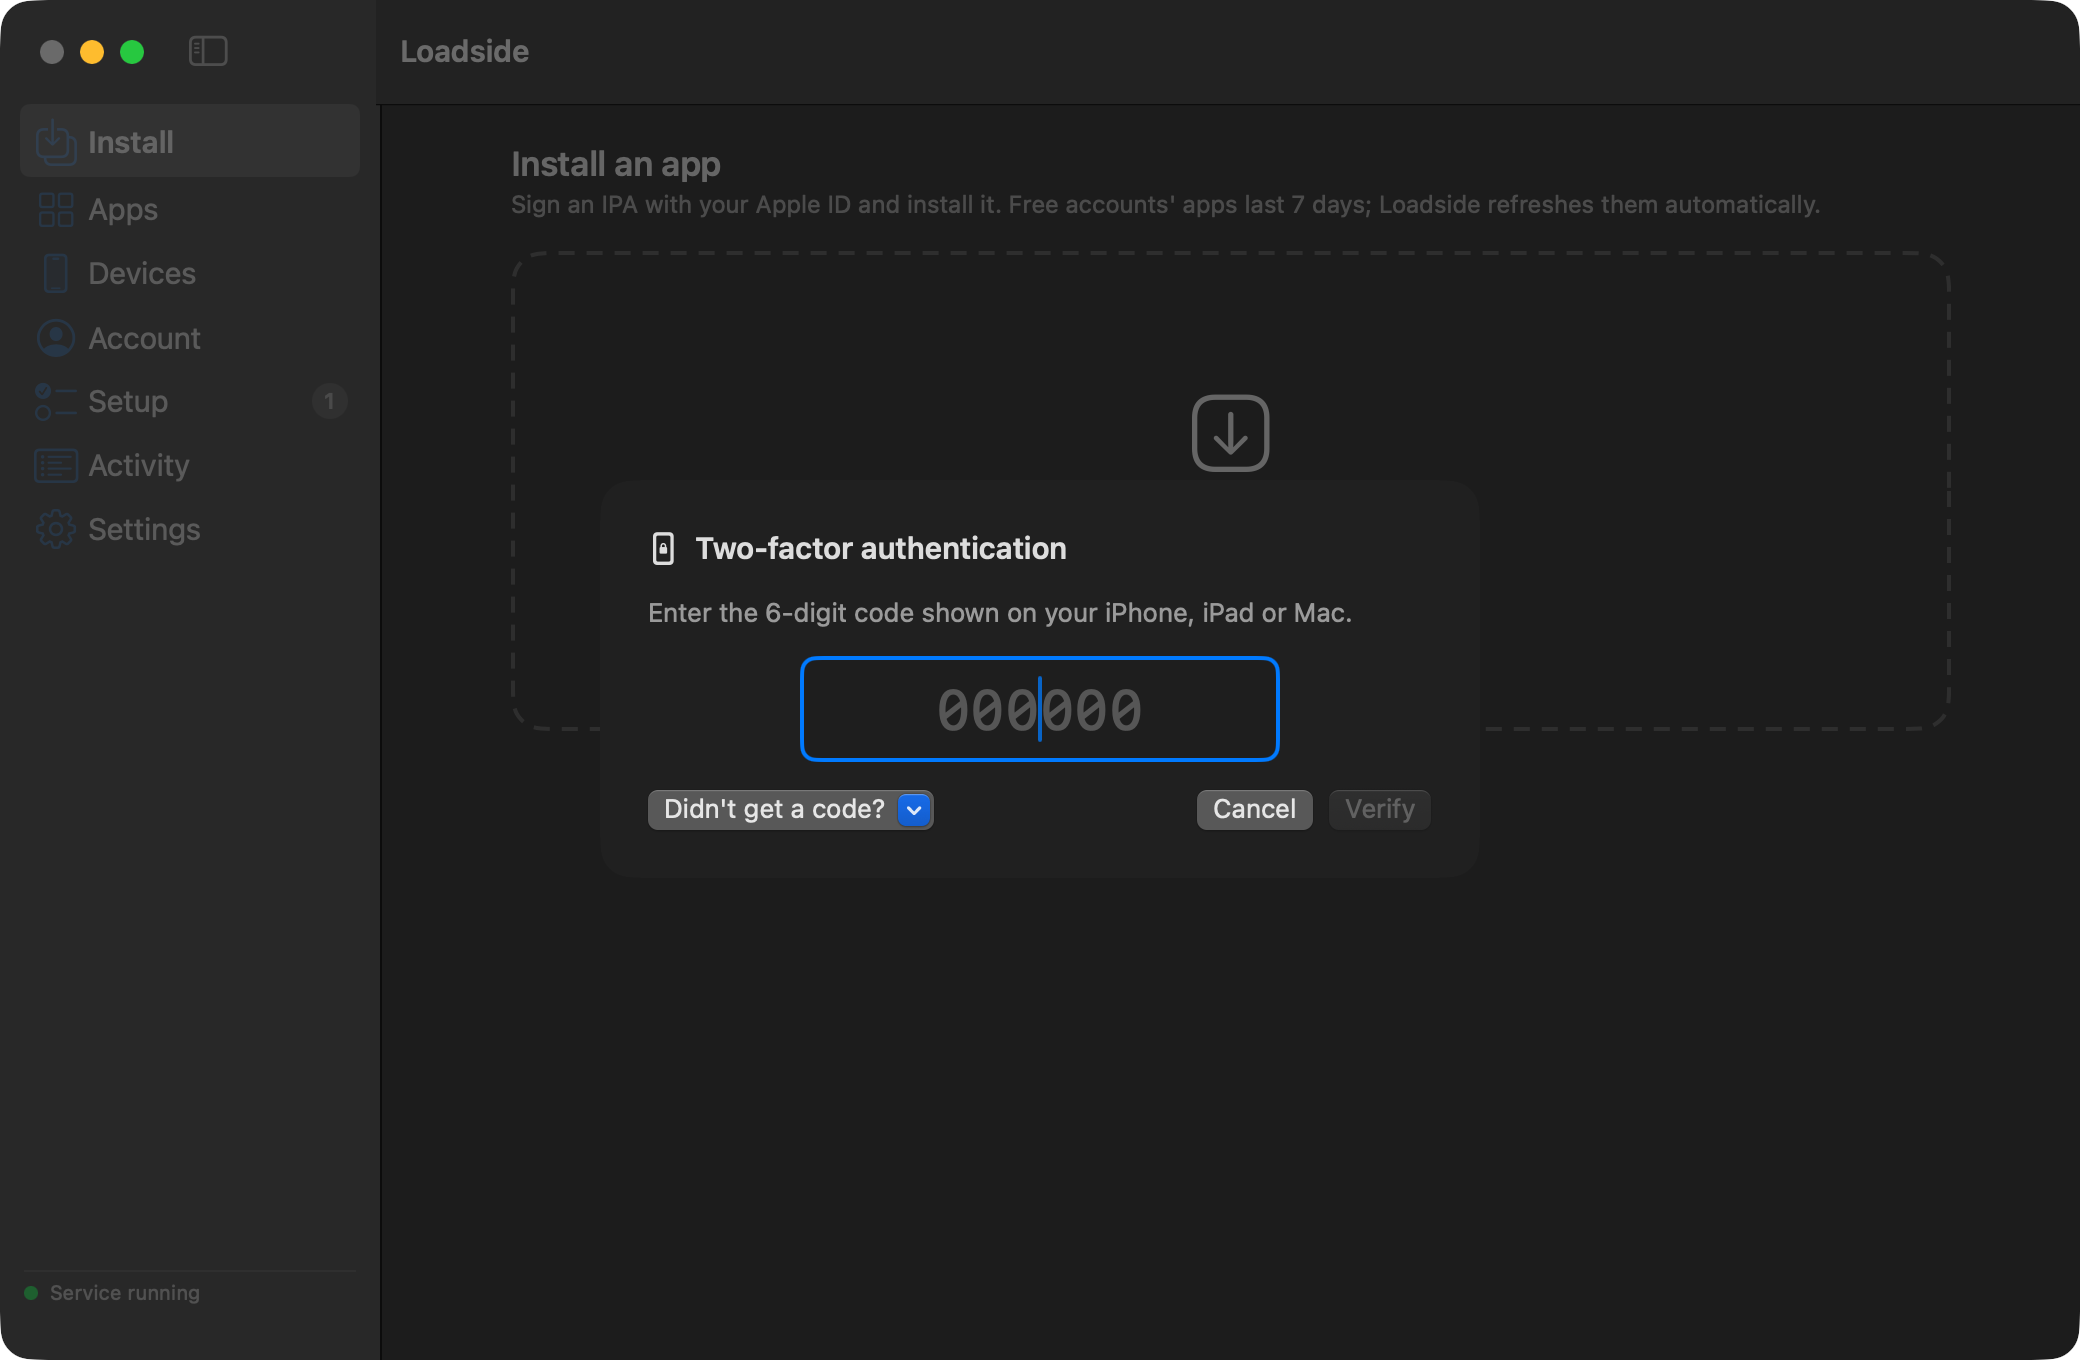 Loadside
Install
Apps
Devices
Account
Setup 1
Activity
Settings
Service running
Install an app
Sign an IPA with your Apple ID and install it. Free accounts' apps last 7 days; Loadside refreshes them automatically.
Two-factor authentication
Enter the 6-digit code shown on your iPhone, iPad or Mac.
000000
Didn't get a code?
Cancel
Verify